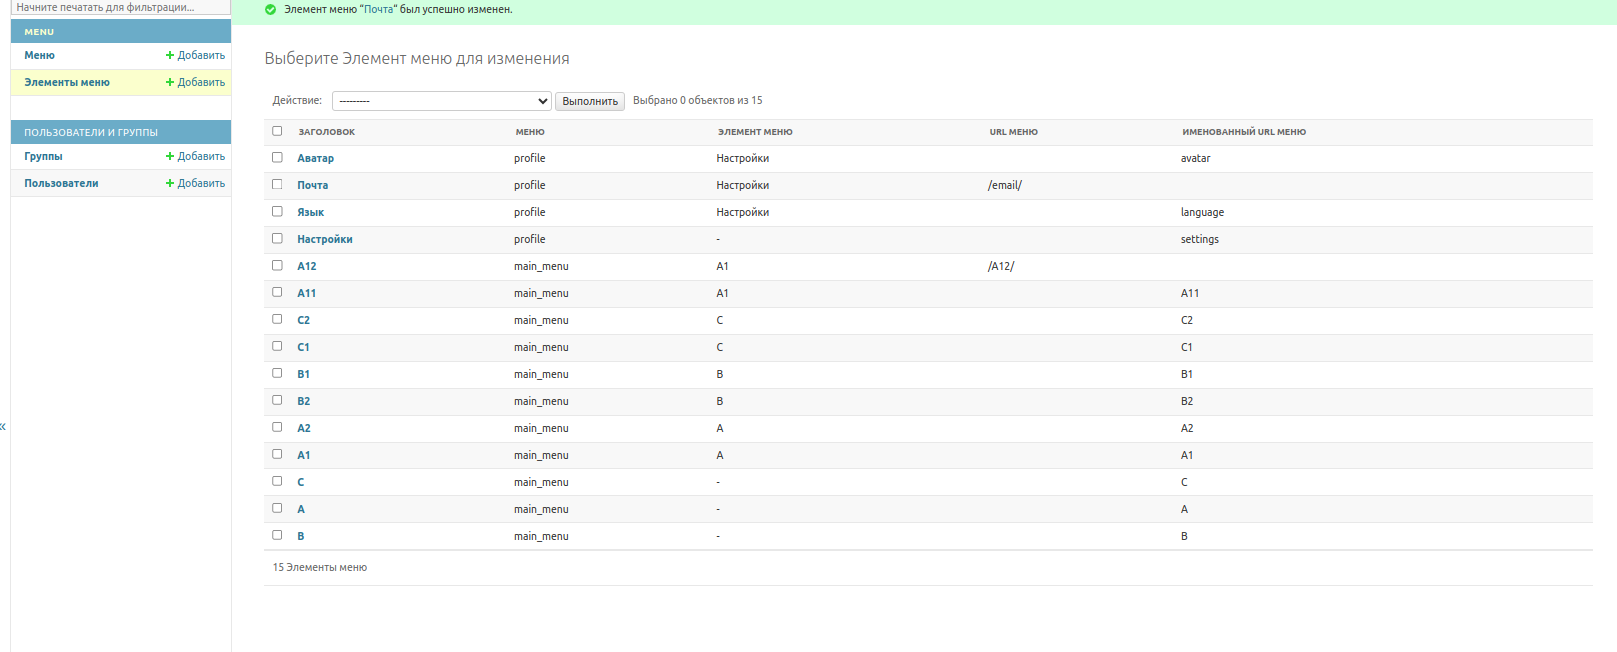 Начните печатать для фильтрации...
Элемент меню “Почта“ был успешно изменен.
MENU
Меню + Добавить
Элементы меню + Добавить
ПОЛЬЗОВАТЕЛИ И ГРУППЫ
Группы + Добавить
Пользователи + Добавить
«
Выберите Элемент меню для изменения
Действие: --------- Выполнить Выбрано 0 объектов из 15
ЗАГОЛОВОК МЕНЮ ЭЛЕМЕНТ МЕНЮ URL МЕНЮ ИМЕНОВАННЫЙ URL МЕНЮ
Аватар profile Настройки avatar
Почта profile Настройки /email/
Язык profile Настройки language
Настройки profile - settings
A12 main_menu A1 /A12/
A11 main_menu A1 A11
C2 main_menu C C2
C1 main_menu C C1
B1 main_menu B B1
B2 main_menu B B2
A2 main_menu A A2
A1 main_menu A A1
C main_menu - C
A main_menu - A
B main_menu - B
15 Элементы меню